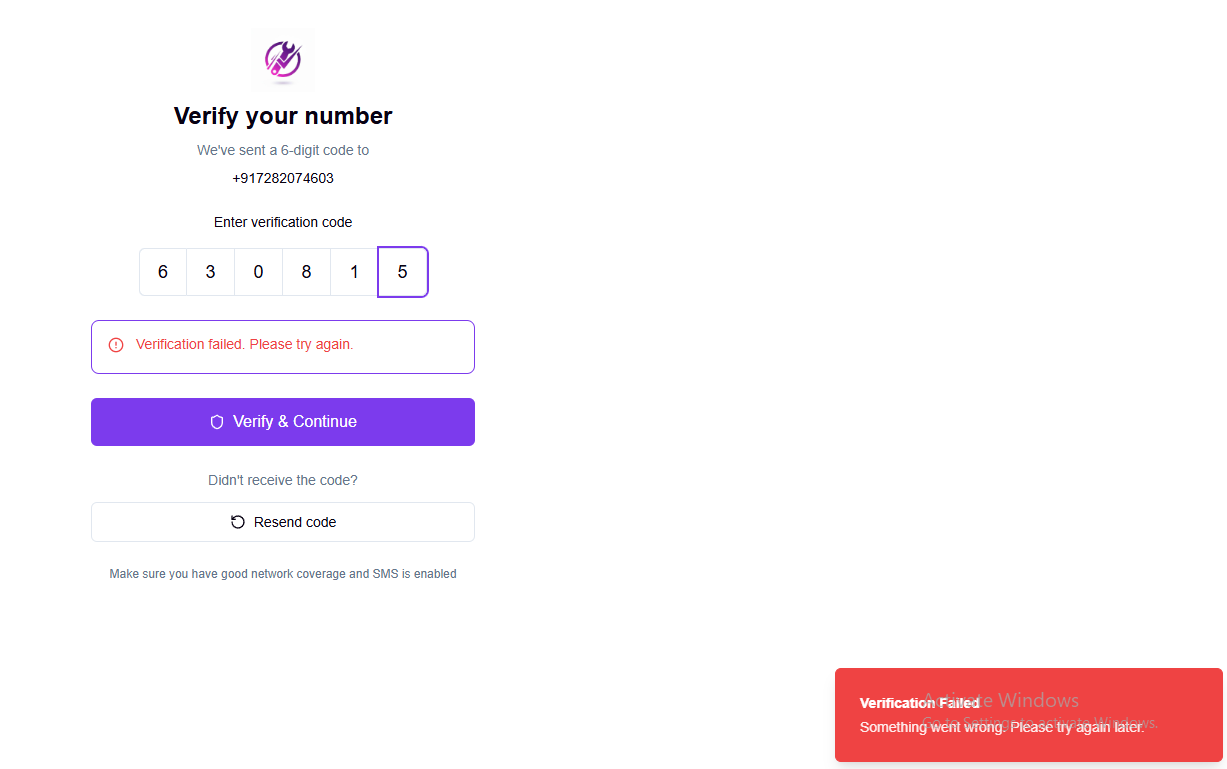 Verify your number
We've sent a 6-digit code to
+917282074603
Enter verification code
6 3 0 8 1 5
Verification failed. Please try again.
Verify & Continue
Didn't receive the code?
Resend code
Make sure you have good network coverage and SMS is enabled
Activate Windows
Verification Failed
Go to Settings to activate Windows.
Something went wrong. Please try again later.